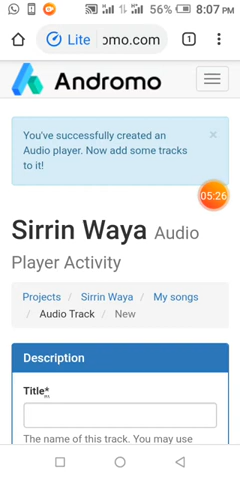 56% 8:07 PM
Lite omo.com 1
Andromo
You've successfully created an
Audio player. Now add some tracks
to it!
×
05:26
Sirrin Waya Audio
Player Activity
Projects / Sirrin Waya / My songs
/ Audio Track / New
Description
Title*
The name of this track. You may use